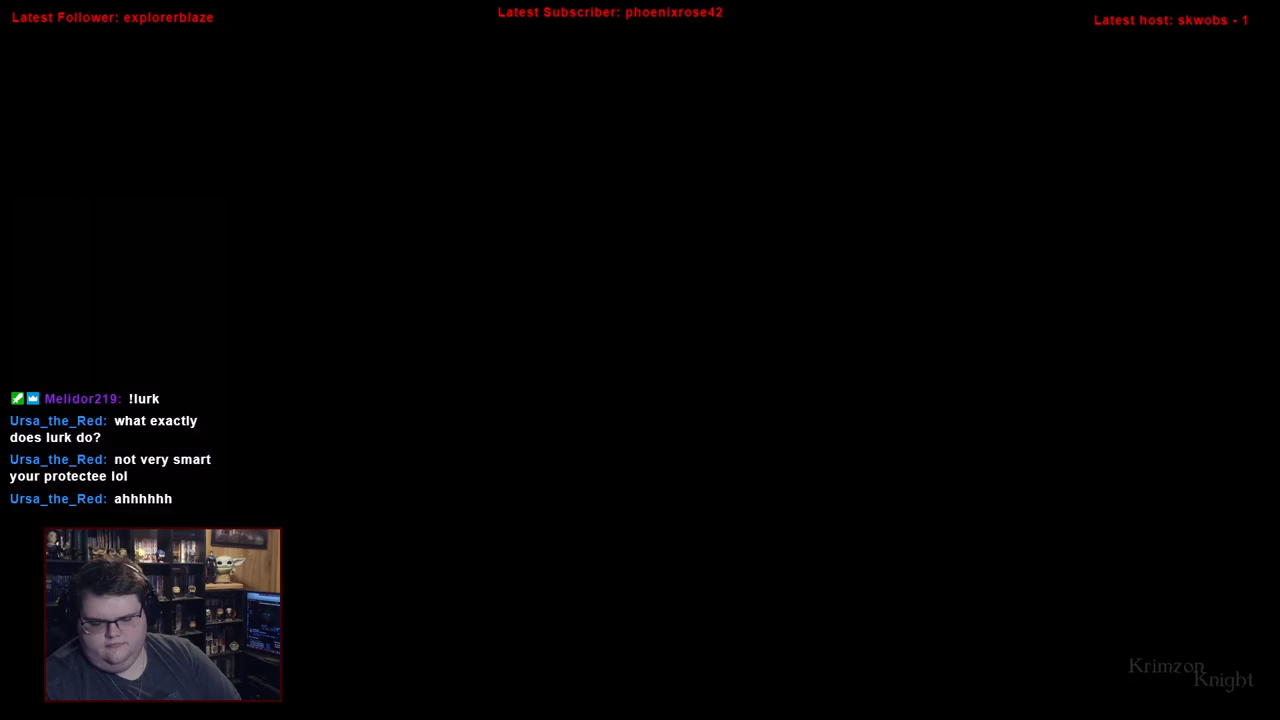 Latest Follower: explorerblaze
Latest Subscriber: phoenixrose42
Latest host: skwobs - 1
Melidor219: !lurk
Ursa_the_Red: what exactly
does lurk do?
Ursa_the_Red: not very smart
your protectee lol
Ursa_the_Red: ahhhhhh
Krimzon
Knight